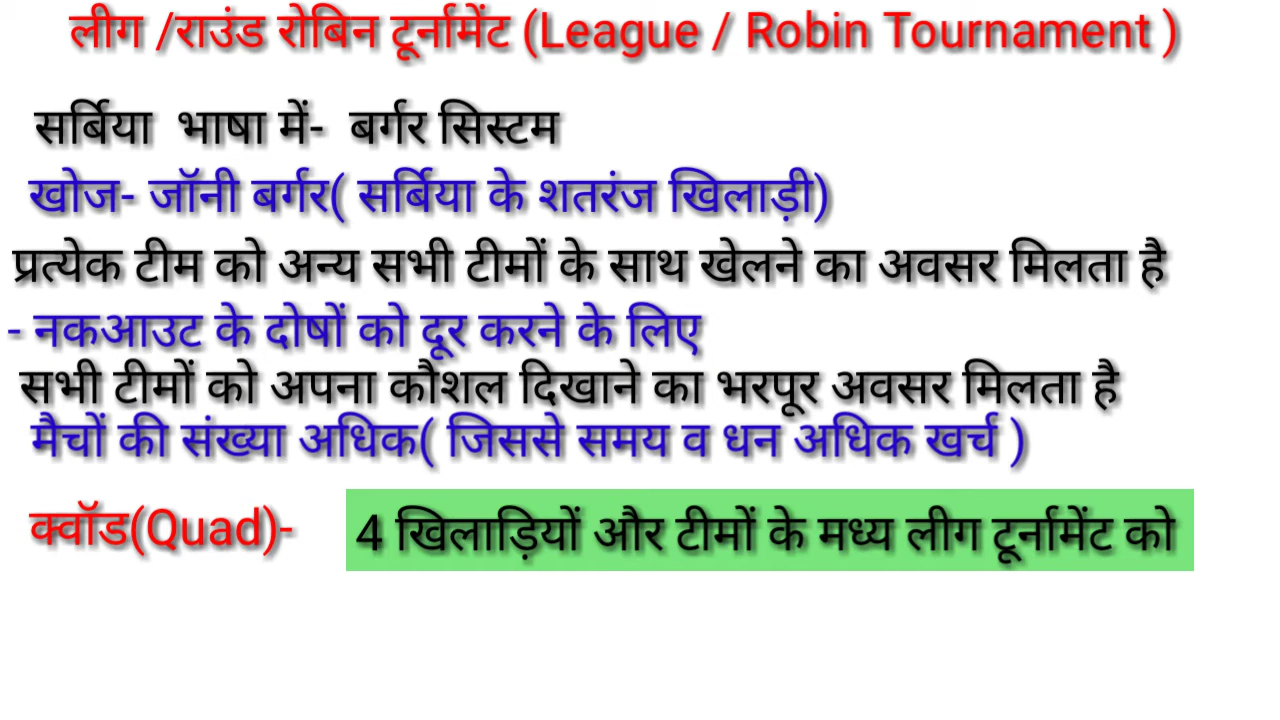 लीग /राउंड रोबिन टूर्नामेंट (League / Robin Tournament )
सर्बिया भाषा में- बर्गर सिस्टम
खोज- जॉनी बर्गर( सर्बिया के शतरंज खिलाड़ी)
प्रत्येक टीम को अन्य सभी टीमों के साथ खेलने का अवसर मिलता है
- नकआउट के दोषों को दूर करने के लिए
सभी टीमों को अपना कौशल दिखाने का भरपूर अवसर मिलता है
मैचों की संख्या अधिक( जिससे समय व धन अधिक खर्च )
क्वॉड(Quad)- 4 खिलाड़ियों और टीमों के मध्य लीग टूर्नामेंट को